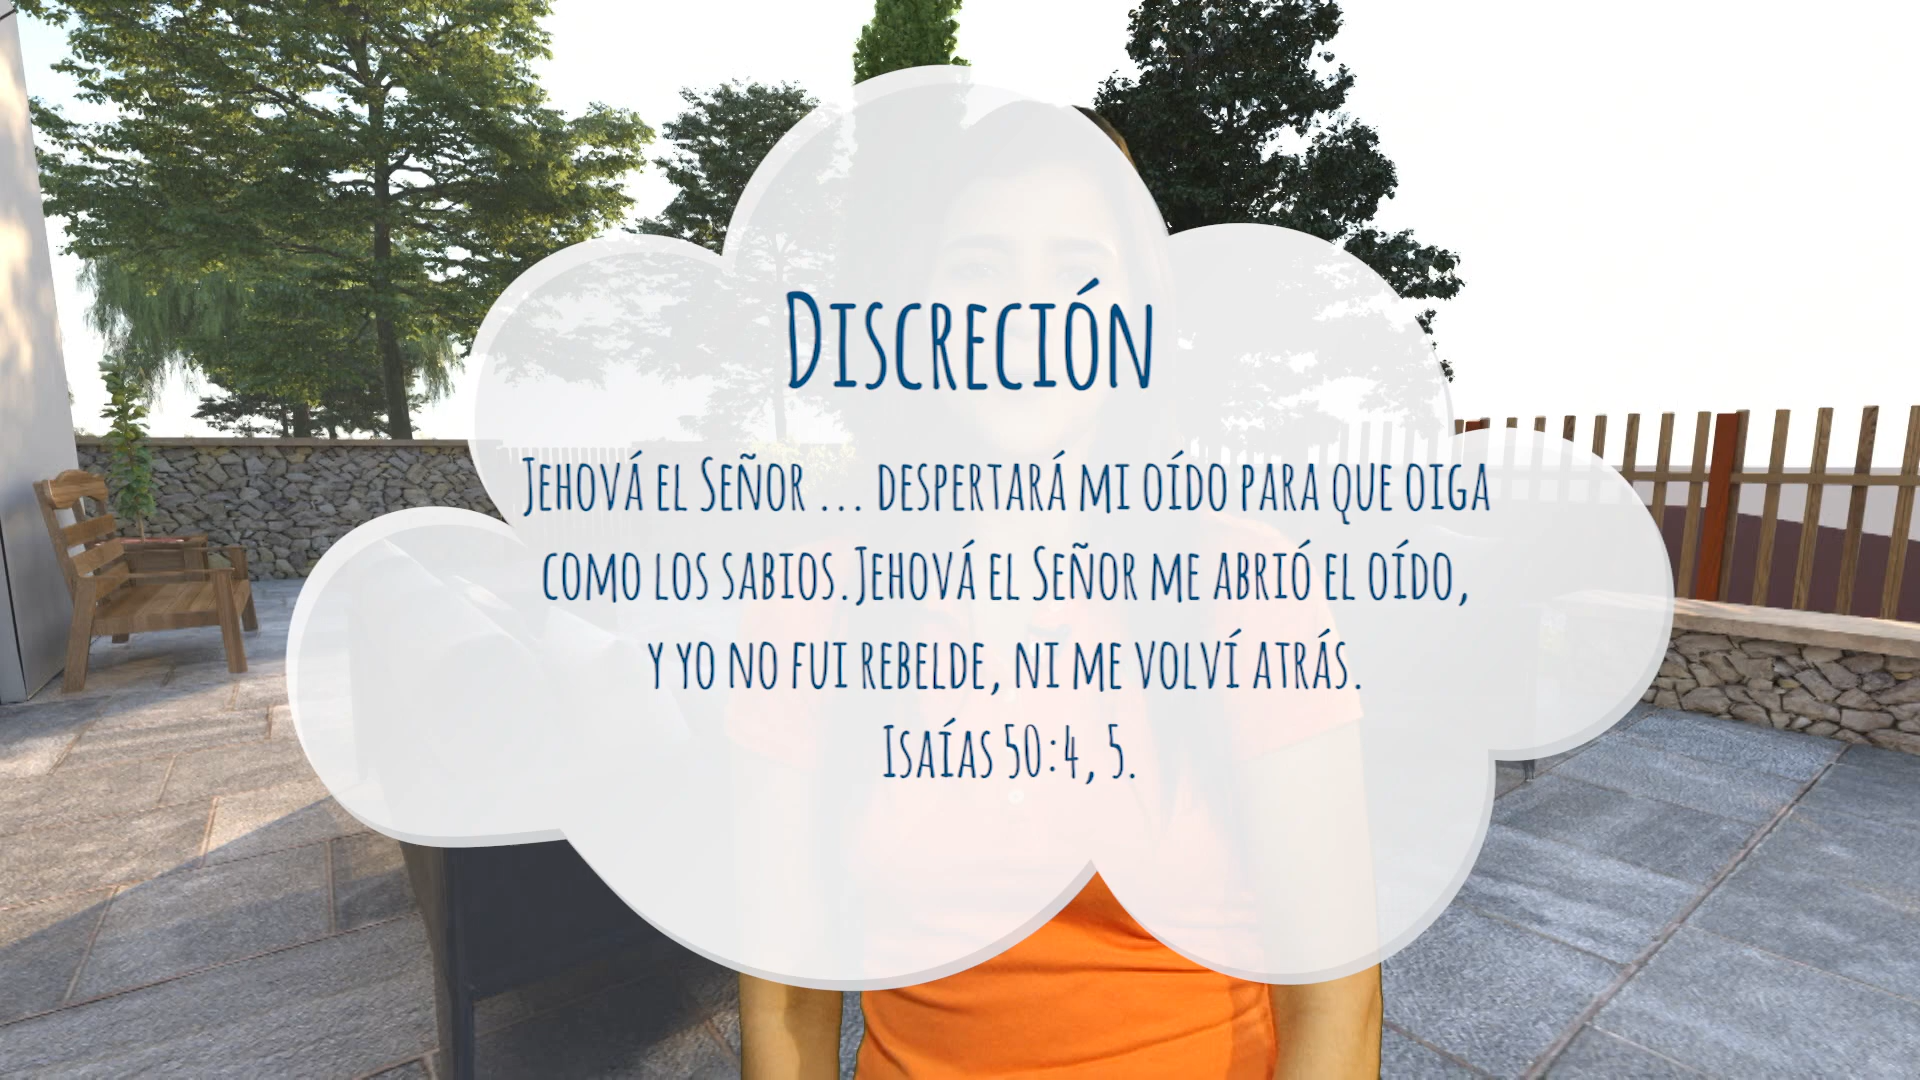 Discreción
Jehová el Señor ... despertará mi oído para que oiga
como los sabios.Jehová el Señor me abrió el oído,
y yo no fui rebelde, ni me volví atrás.
Isaías 50:4, 5.